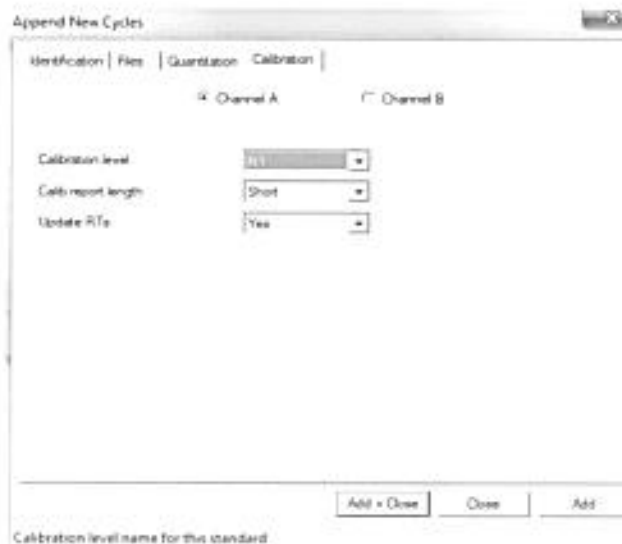 Append New Cycles
Identification | Files | Quantitation Calibration |
Channel A Channel B
Calibration level
Calib report length Short
Update RTs Yes
Add + Close Close Add
Calibration level name for this standard